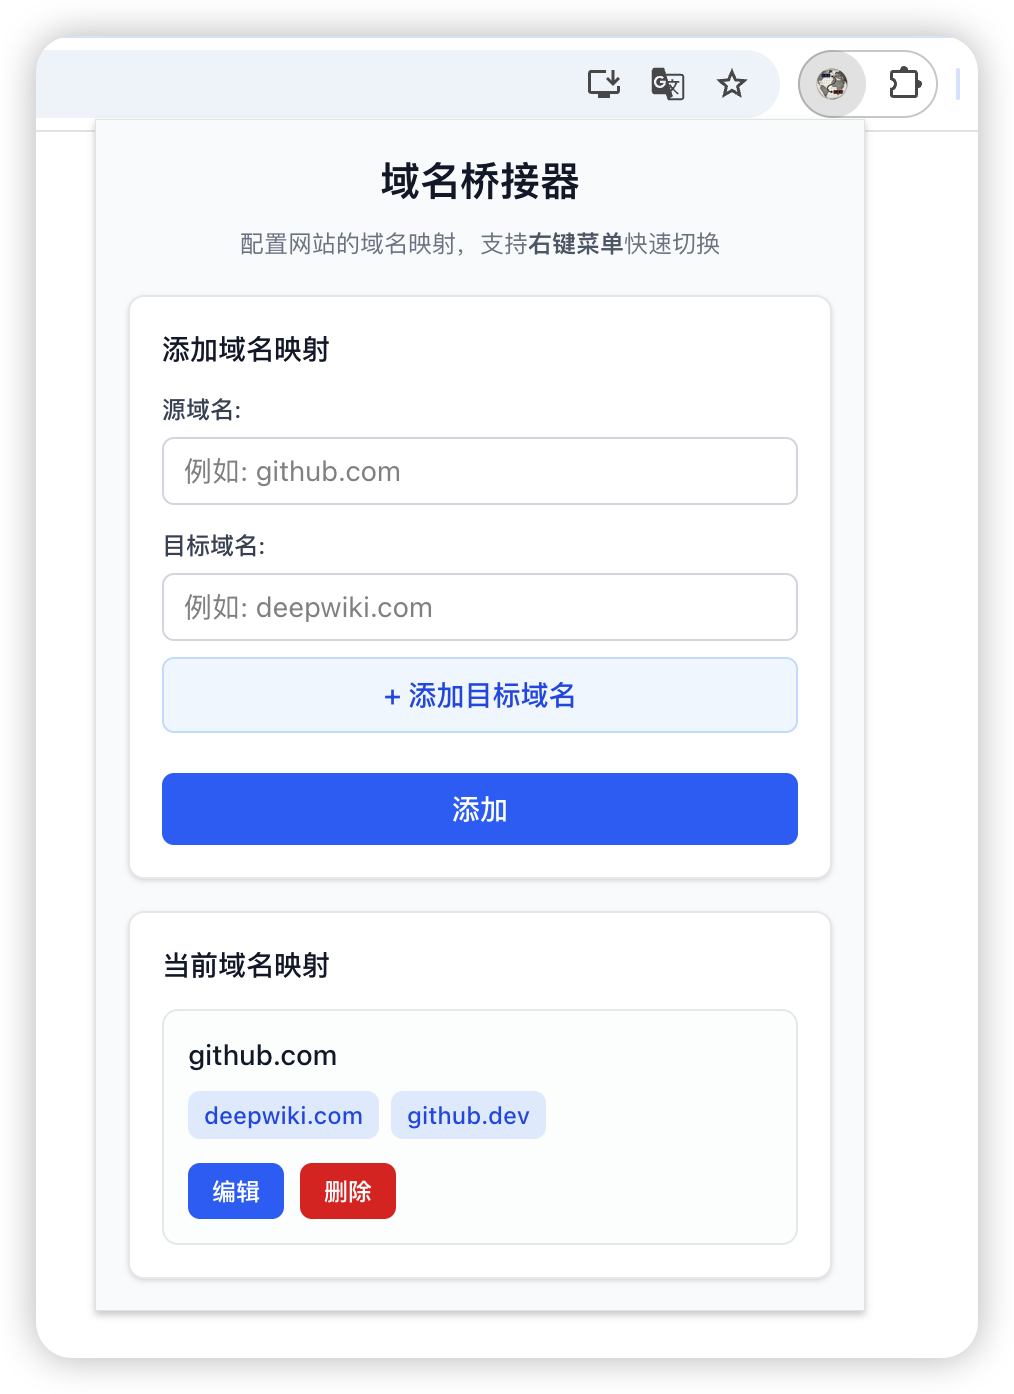 域名桥接器
配置网站的域名映射，支持右键菜单快速切换
添加域名映射
源域名:
例如: github.com
目标域名:
例如: deepwiki.com
+ 添加目标域名
添加
当前域名映射
github.com
deepwiki.com github.dev
编辑 删除